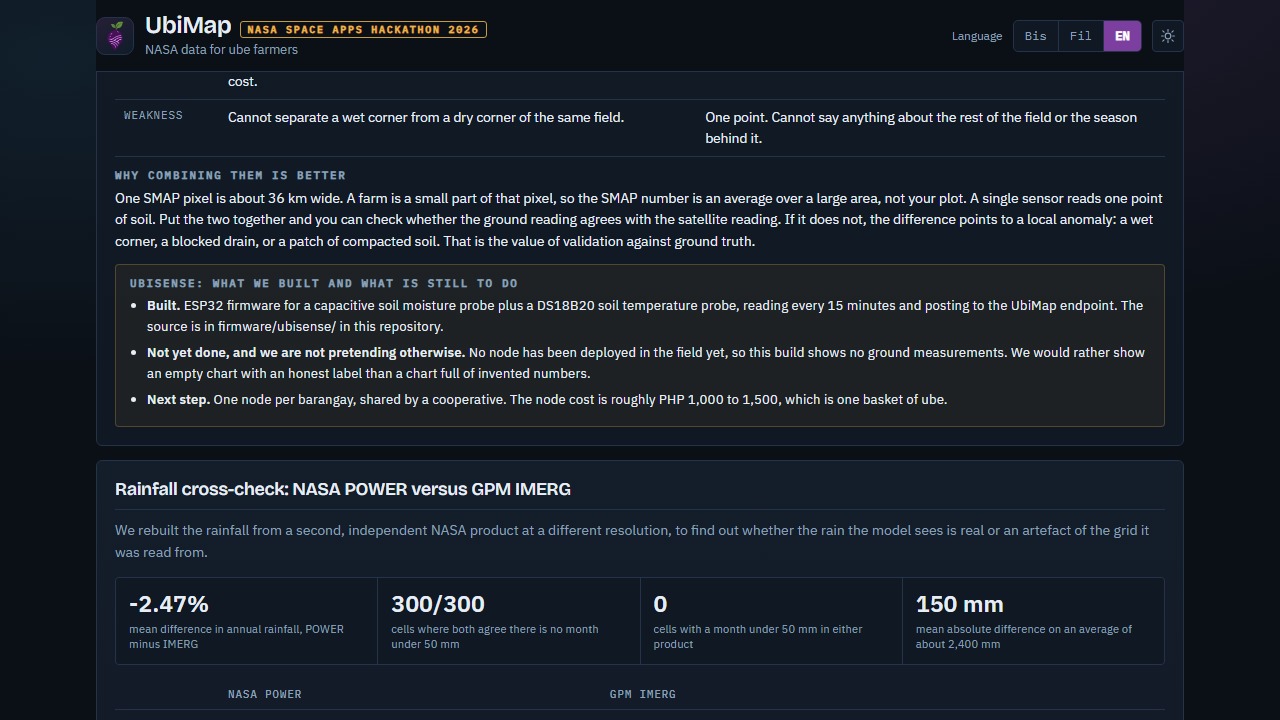 UbiMap NASA SPACE APPS HACKATHON 2026
NASA data for ube farmers
Language Bis Fil EN
cost.
WEAKNESS Cannot separate a wet corner from a dry corner of the same field. One point. Cannot say anything about the rest of the field or the season
behind it.
WHY COMBINING THEM IS BETTER
One SMAP pixel is about 36 km wide. A farm is a small part of that pixel, so the SMAP number is an average over a large area, not your plot. A single sensor reads one point
of soil. Put the two together and you can check whether the ground reading agrees with the satellite reading. If it does not, the difference points to a local anomaly: a wet
corner, a blocked drain, or a patch of compacted soil. That is the value of validation against ground truth.
UBISENSE: WHAT WE BUILT AND WHAT IS STILL TO DO
• Built. ESP32 firmware for a capacitive soil moisture probe plus a DS18B20 soil temperature probe, reading every 15 minutes and posting to the UbiMap endpoint. The
source is in firmware/ubisense/ in this repository.
• Not yet done, and we are not pretending otherwise. No node has been deployed in the field yet, so this build shows no ground measurements. We would rather show
an empty chart with an honest label than a chart full of invented numbers.
• Next step. One node per barangay, shared by a cooperative. The node cost is roughly PHP 1,000 to 1,500, which is one basket of ube.
Rainfall cross-check: NASA POWER versus GPM IMERG
We rebuilt the rainfall from a second, independent NASA product at a different resolution, to find out whether the rain the model sees is real or an artefact of the grid it
was read from.
-2.47%
mean difference in annual rainfall, POWER
minus IMERG
300/300
cells where both agree there is no month
under 50 mm
0
cells with a month under 50 mm in either
product
150 mm
mean absolute difference on an average of
about 2,400 mm
NASA POWER GPM IMERG